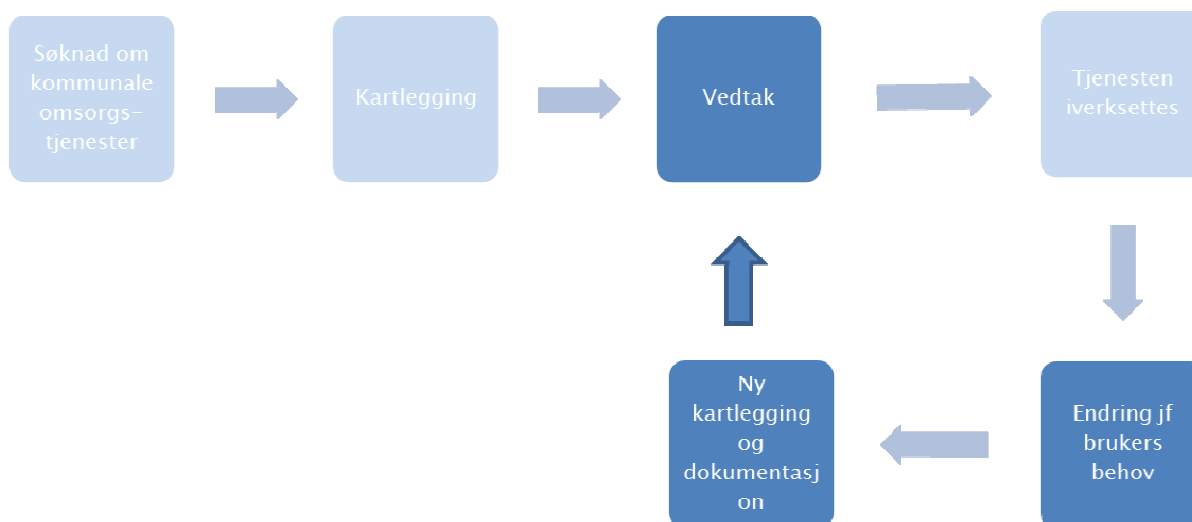 Søknad om
kommunale
omsorgs-
tjenester
Kartlegging
Vedtak
Tjenesten
iverksettes
Endring jf
brukers
behov
Ny
kartlegging
og
dokumentasj
on